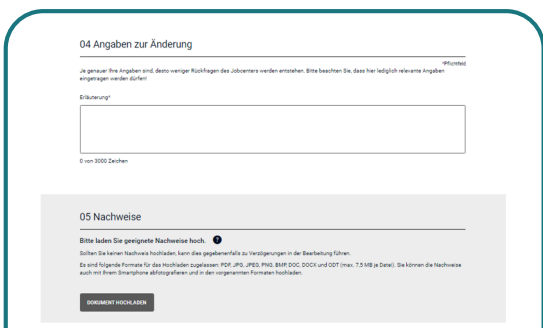 04 Angaben zur Änderung
*Pflichtfeld
Je genauer Ihre Angaben sind, desto weniger Rückfragen des Jobcenters werden entstehen. Bitte beachten Sie, dass hier lediglich relevante Angaben
eingetragen werden dürfen!
Erläuterung*
0 von 3000 Zeichen
05 Nachweise
Bitte laden Sie geeignete Nachweise hoch. ?
Sollten Sie keinen Nachweis hochladen, kann dies gegebenenfalls zu Verzögerungen in der Bearbeitung führen.
Es sind folgende Formate für das Hochladen zugelassen: PDF, JPG, JPEG, PNG, BMP, DOC, DOCX und ODT (max. 7,5 MB je Datei). Sie können die Nachweise
auch mit Ihrem Smartphone abfotografieren und in den vorgenannten Formaten hochladen.
DOKUMENT HOCHLADEN